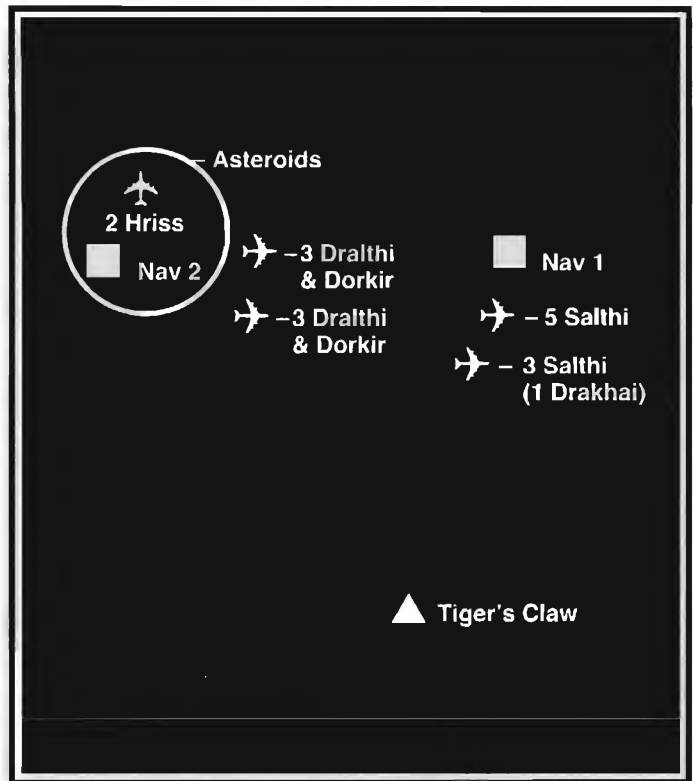 – Asteroids
2 Hriss
Nav 2
–3 Dralthi
& Dorkir
–3 Dralthi
& Dorkir
Nav 1
– 5 Salthi
– 3 Salthi
(1 Drakhai)
Tiger's Claw